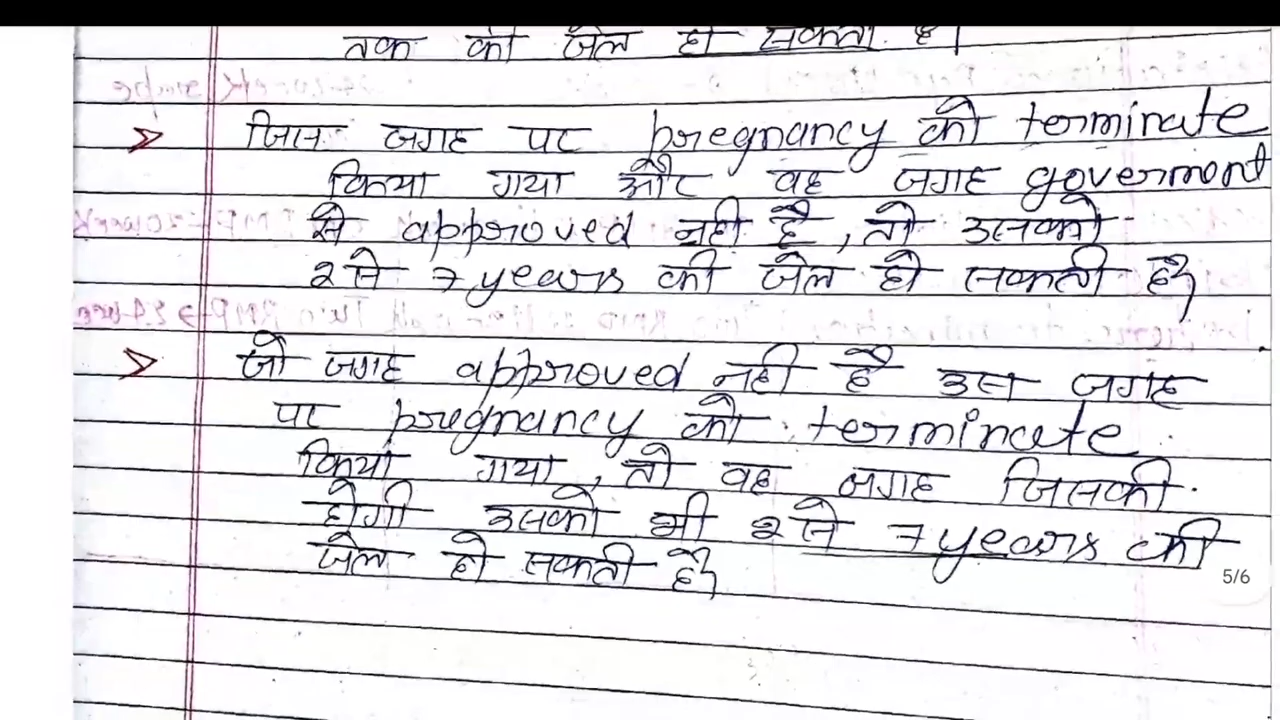 तक की जेल हो सकती है।
जिस जगह पर pregnancy को terminate
किया गया और वह जगह goverment
से approved नही है, तो उसको
2 से 7 years की जेल हो सकती है,
जो जगह approved नही है उस जगह
पर pregnancy को terminate
किया गया, तो वह जगह जिसकी
होगी उसको भी 2 से 7 years की
जेल हो सकती है,
5/6